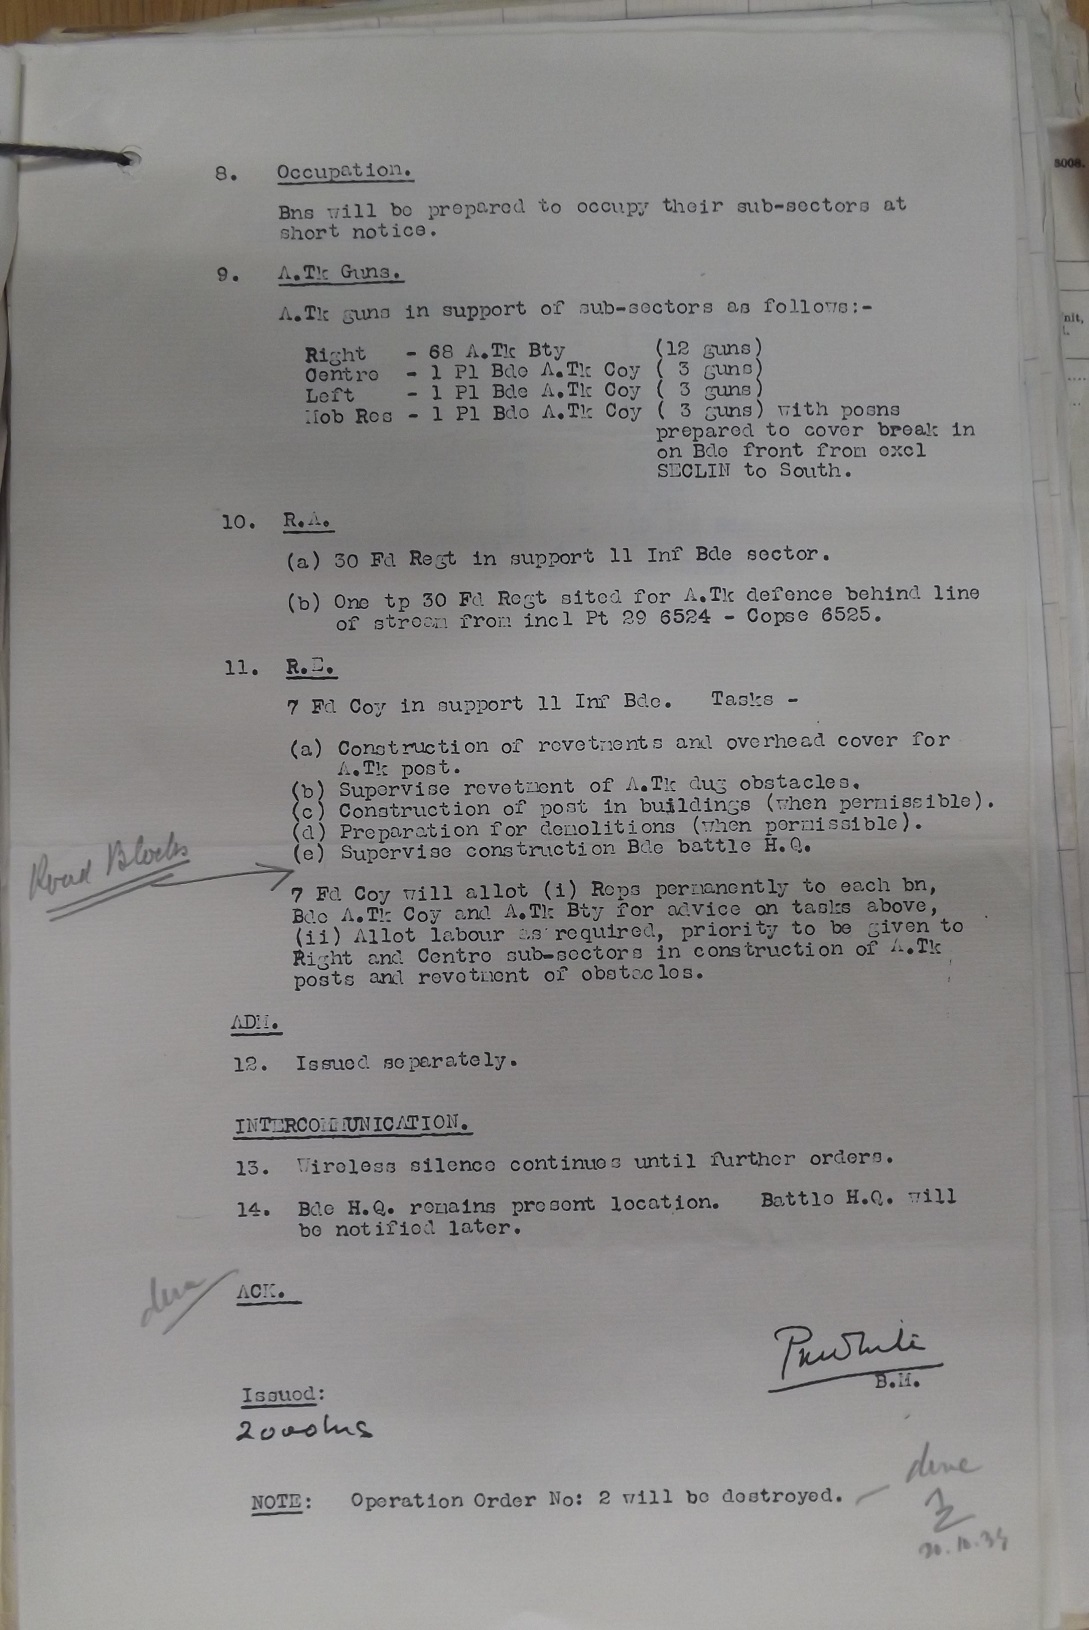 8. Occupation.
Bns will be prepared to occupy their sub-sectors at
short notice.
9. A.Tk Guns.
A.Tk guns in support of sub-sectors as follows:-
Right - 68 A.Tk Bty (12 guns)
Centre - 1 Pl Bde A.Tk Coy ( 3 guns)
Left - 1 Pl Bde A.Tk Coy ( 3 guns)
Mob Res - 1 Pl Bde A.Tk Coy ( 3 guns) with posns
prepared to cover break in
on Bde front from excl
SECLIN to South.
10. R.A.
(a) 30 Fd Regt in support 11 Inf Bde sector.
(b) One tp 30 Fd Regt sited for A.Tk defence behind line
of stream from incl Pt 29 6524 - Copse 6525.
11. R.E.
7 Fd Coy in support 11 Inf Bde. Tasks -
(a) Construction of revetments and overhead cover for
A.Tk post.
(b) Supervise revetment of A.Tk dug obstacles.
(c) Construction of post in buildings (when permissible).
(d) Preparation for demolitions (when permissible).
(e) Supervise construction Bde battle H.Q.
Road Blocks
7 Fd Coy will allot (i) Reps permanently to each bn,
Bde A.Tk Coy and A.Tk Bty for advice on tasks above,
(ii) Allot labour as required, priority to be given to
Right and Centre sub-sectors in construction of A.Tk
posts and revetment of obstacles.
ADM.
12. Issued separately.
INTERCOMMUNICATION.
13. Wireless silence continues until further orders.
14. Bde H.Q. remains present location. Battle H.Q. will
be notified later.
done
ACK.
B.M.
Issued:
2000hrs
NOTE: Operation Order No: 2 will be destroyed.
done
30.10.39
8008.